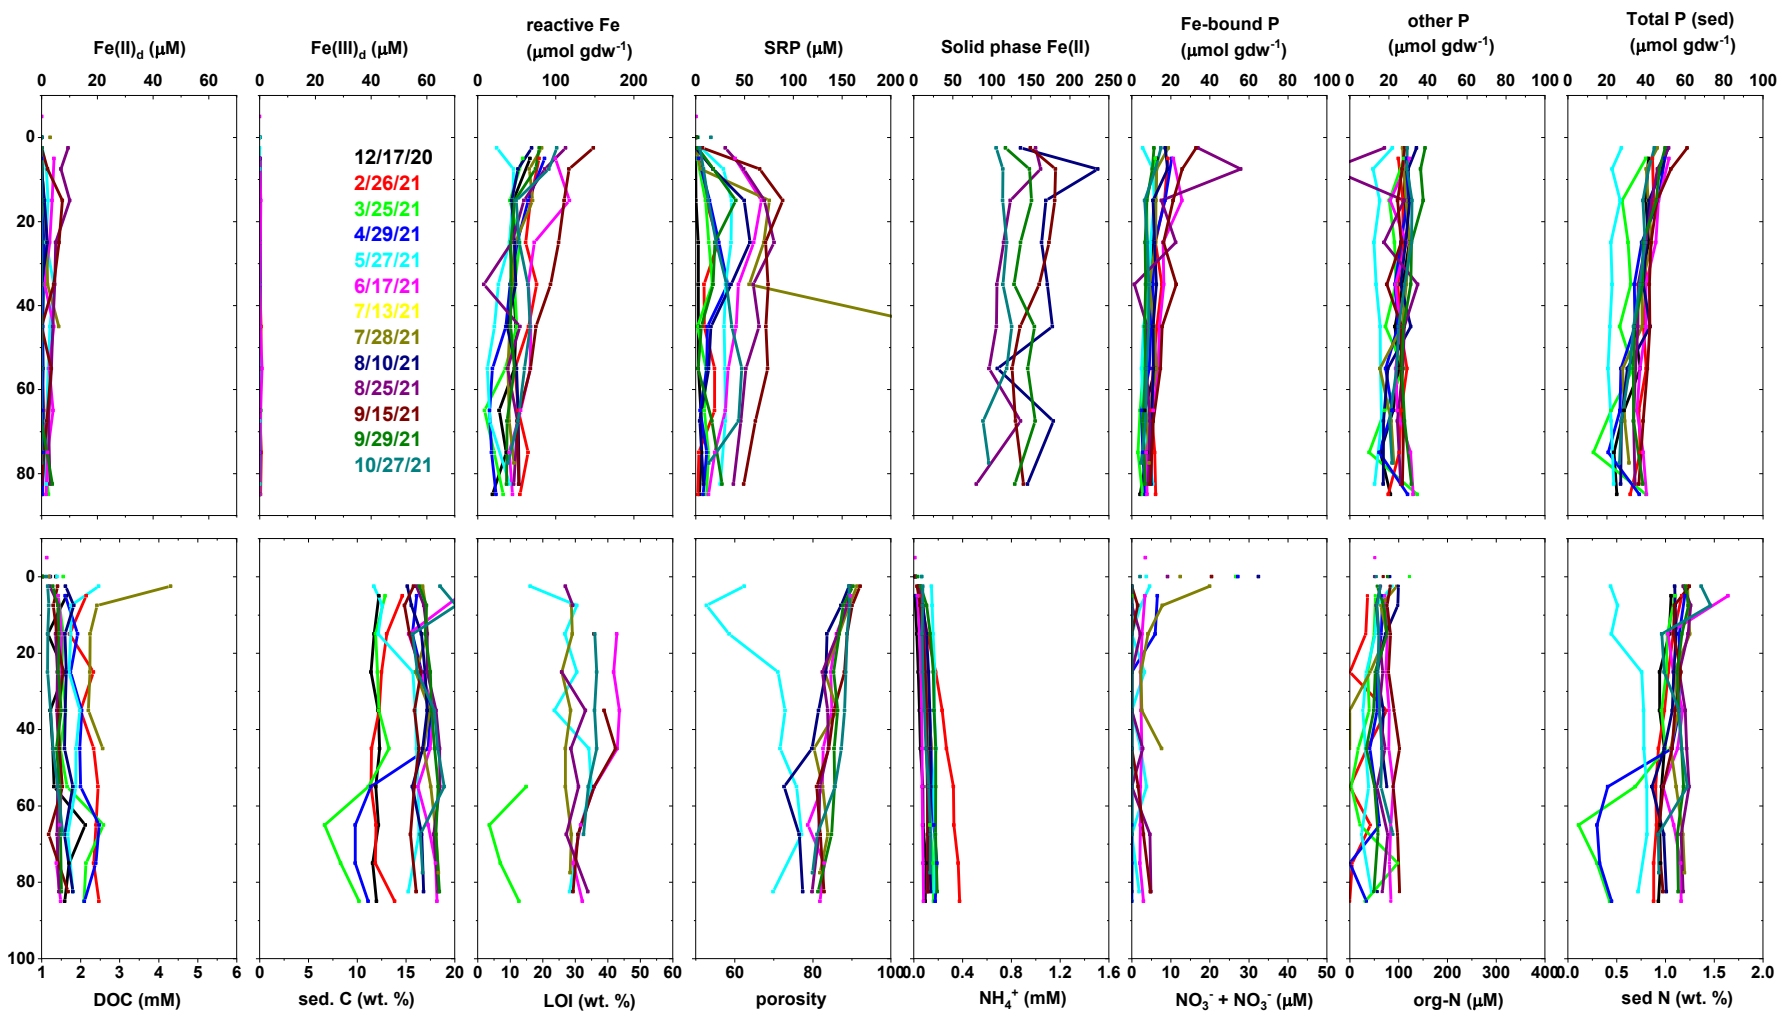 Fe(II)d (μM)
Fe(III)d (μM)
reactive Fe
(μmol gdw-1)
SRP (μM)
Solid phase Fe(II)
Fe-bound P
(μmol gdw-1)
other P
(μmol gdw-1)
Total P (sed)
(μmol gdw-1)
0 20 40 60
0 20 40 60
0 100 200
0 50 100 150
0 50 100 150 200 250
0 20 40 60 80 100
0 20 40 60 80 100
0 20 40 60 80 100
0
20
40
60
80
12/17/20
2/26/21
3/25/21
4/29/21
5/27/21
6/17/21
7/13/21
7/28/21
8/10/21
8/25/21
9/15/21
9/29/21
10/27/21
0
20
40
60
80
100
1 2 3 4 5 6
0 5 10 15 20
0 10 20 30 40 50 60
60 80 100
0.0 0.4 0.8 1.2 1.6
0 10 20 30 40 50
0 100 200 300 400
0.0 0.5 1.0 1.5 2.0
DOC (mM)
sed. C (wt. %)
LOI (wt. %)
porosity
NH4+ (mM)
NO3- + NO3- (μM)
org-N (μM)
sed N (wt. %)